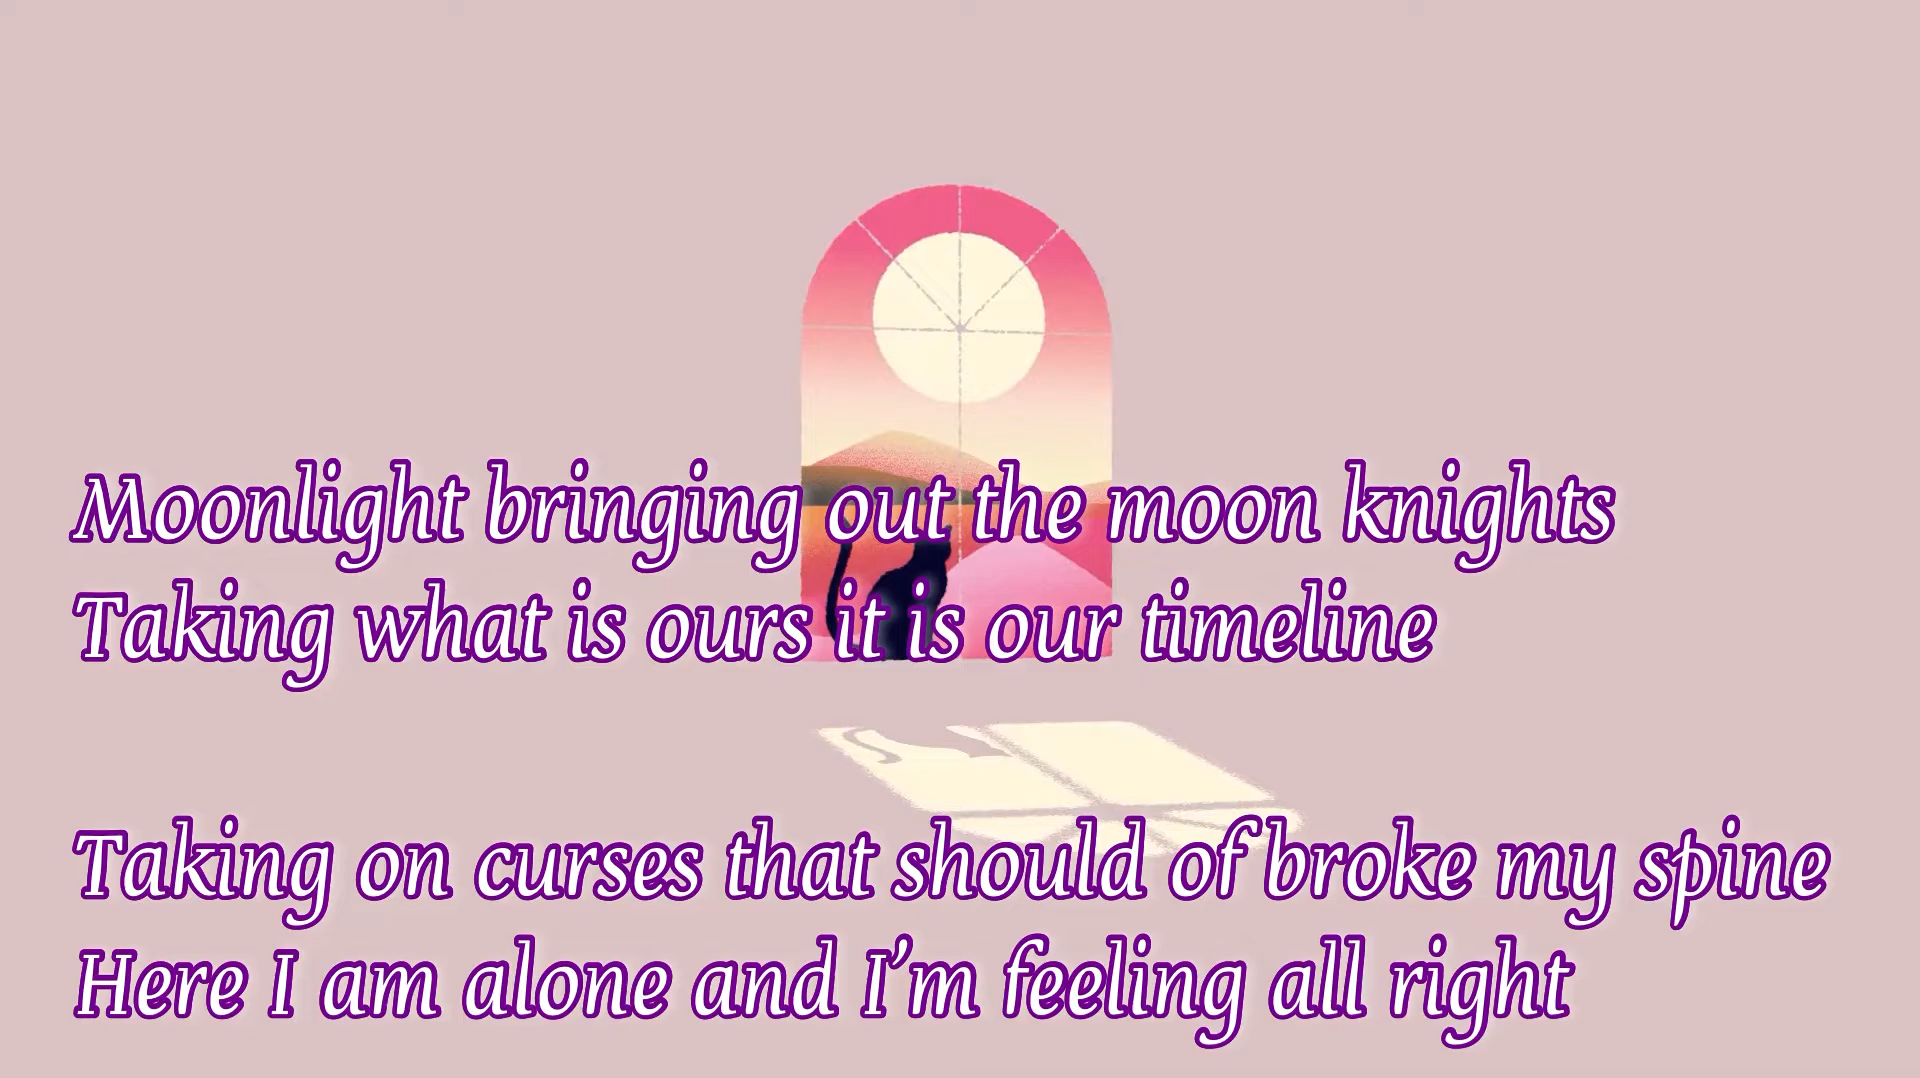 Moonlight bringing out the moon knights
Taking what is ours it is our timeline
Taking on curses that should of broke my spine
Here I am alone and I’m feeling all right